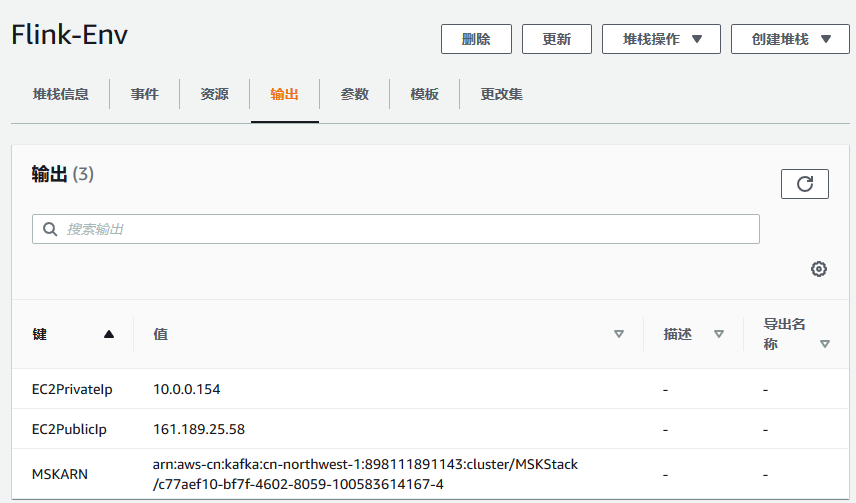 Flink-Env
删除
更新
堆栈操作
创建堆栈
堆栈信息
事件
资源
输出
参数
模板
更改集
输出 (3)
搜索输出
键
值
描述
导出名
称
EC2PrivateIp
10.0.0.154
-
-
EC2PublicIp
161.189.25.58
-
-
MSKARN
arn:aws-cn:kafka:cn-northwest-1:898111891143:cluster/MSKStack
/c77aef10-bf7f-4602-8059-100583614167-4
-
-